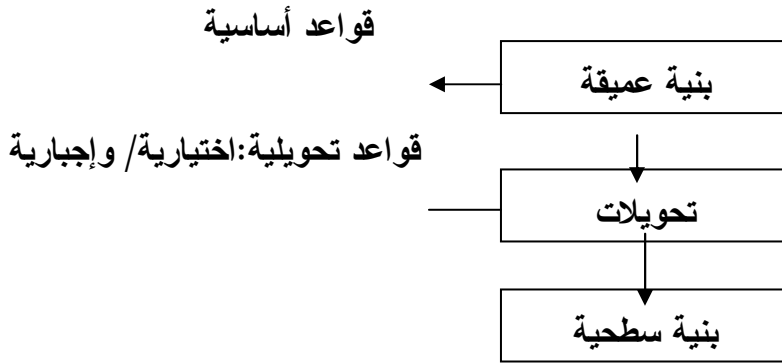 قواعد أساسية
بنية عميقة
قواعد تحويلية:اختيارية/ وإجبارية
تحويلات
بنية سطحية